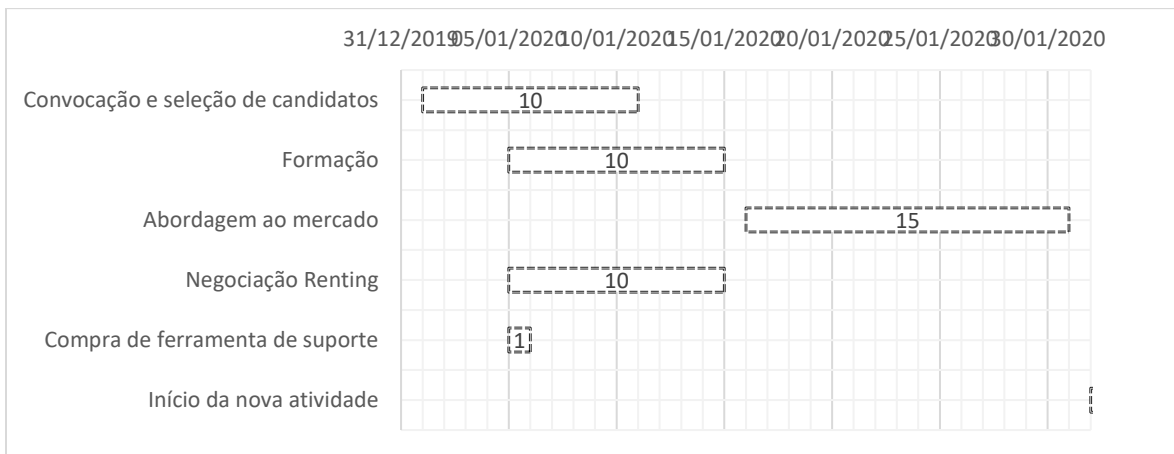 31/12/2019 05/01/2020 10/01/2020 15/01/2020 20/01/2020 25/01/2020 30/01/2020
Convocação e seleção de candidatos 10
Formação 10
Abordagem ao mercado 15
Negociação Renting 10
Compra de ferramenta de suporte 1
Início da nova atividade